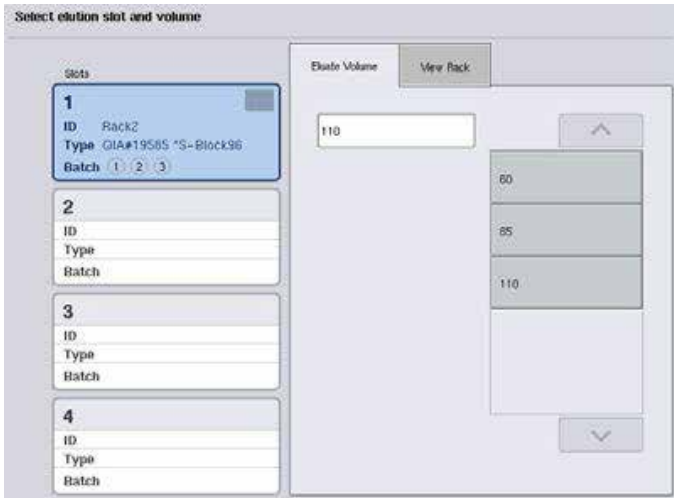 Select elution slot and volume
Slots
1
ID Rack2
Type QIA#19585 *S-Block96
Batch 1 2 3
2
ID
Type
Batch
3
ID
Type
Batch
4
ID
Type
Batch
Eluate Volume
View Rack
110
60
85
110